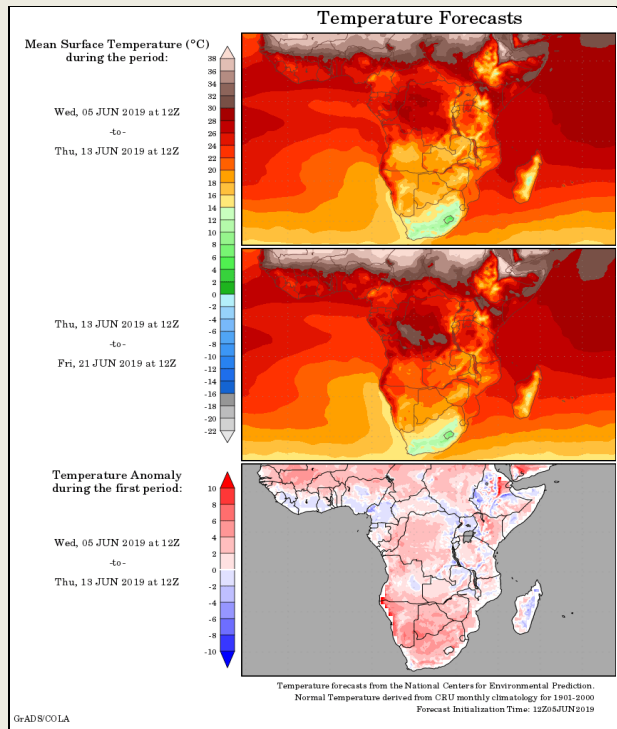 Temperature Forecasts
Mean Surface Temperature (°C)
during the period:
Wed, 05 JUN 2019 at 12Z
-to-
Thu, 13 JUN 2019 at 12Z
38
36
34
32
30
28
26
24
22
20
18
16
14
12
10
8
6
4
2
0
-2
-4
-6
-8
-10
-12
-14
-16
-18
-20
-22
Thu, 13 JUN 2019 at 12Z
-to-
Fri, 21 JUN 2019 at 12Z
Temperature Anomaly
during the first period:
Wed, 05 JUN 2019 at 12Z
-to-
Thu, 13 JUN 2019 at 12Z
10
8
6
4
2
0
-2
-4
-6
-8
-10
Temperature forecasts from the National Centers for Environmental Prediction.
Normal Temperature derived from CRU monthly climatology for 1901-2000
Forecast Initialization Time: 12Z05JUN2019
GrADS/COLA